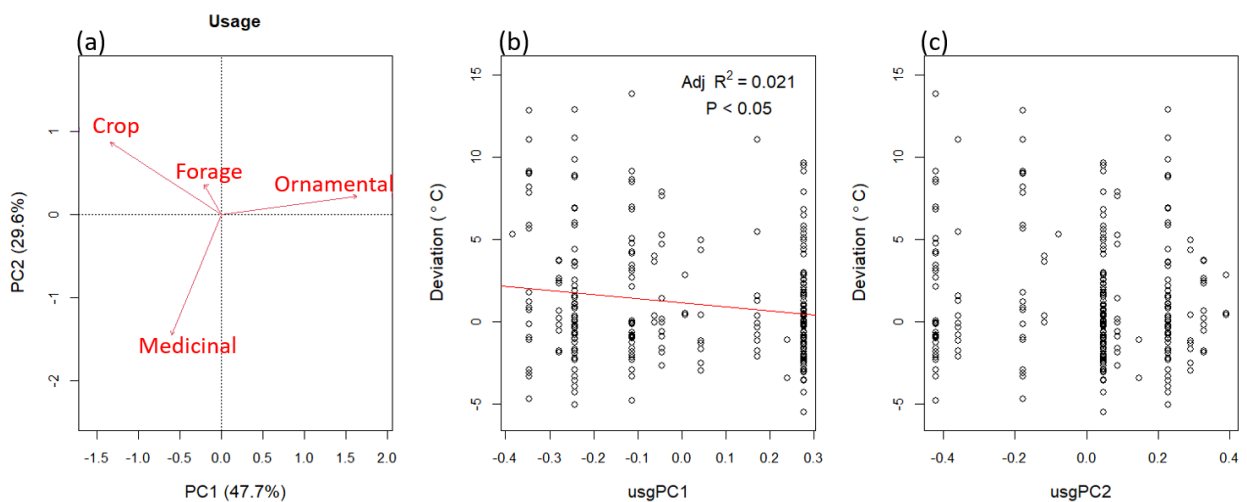 Usage
(a)
Crop
Forage
Ornamental
Medicinal
PC2 (29.6%)
1
0
-1
-2
-1.5 -1.0 -0.5 0.0 0.5 1.0 1.5 2.0
PC1 (47.7%)
(b)
Adj R² = 0.021
P < 0.05
Deviation (°C)
15
10
5
0
-5
-0.4 -0.3 -0.2 -0.1 0.0 0.1 0.2 0.3
usgPC1
(c)
Deviation (°C)
15
10
5
0
-5
-0.4 -0.2 0.0 0.2 0.4
usgPC2